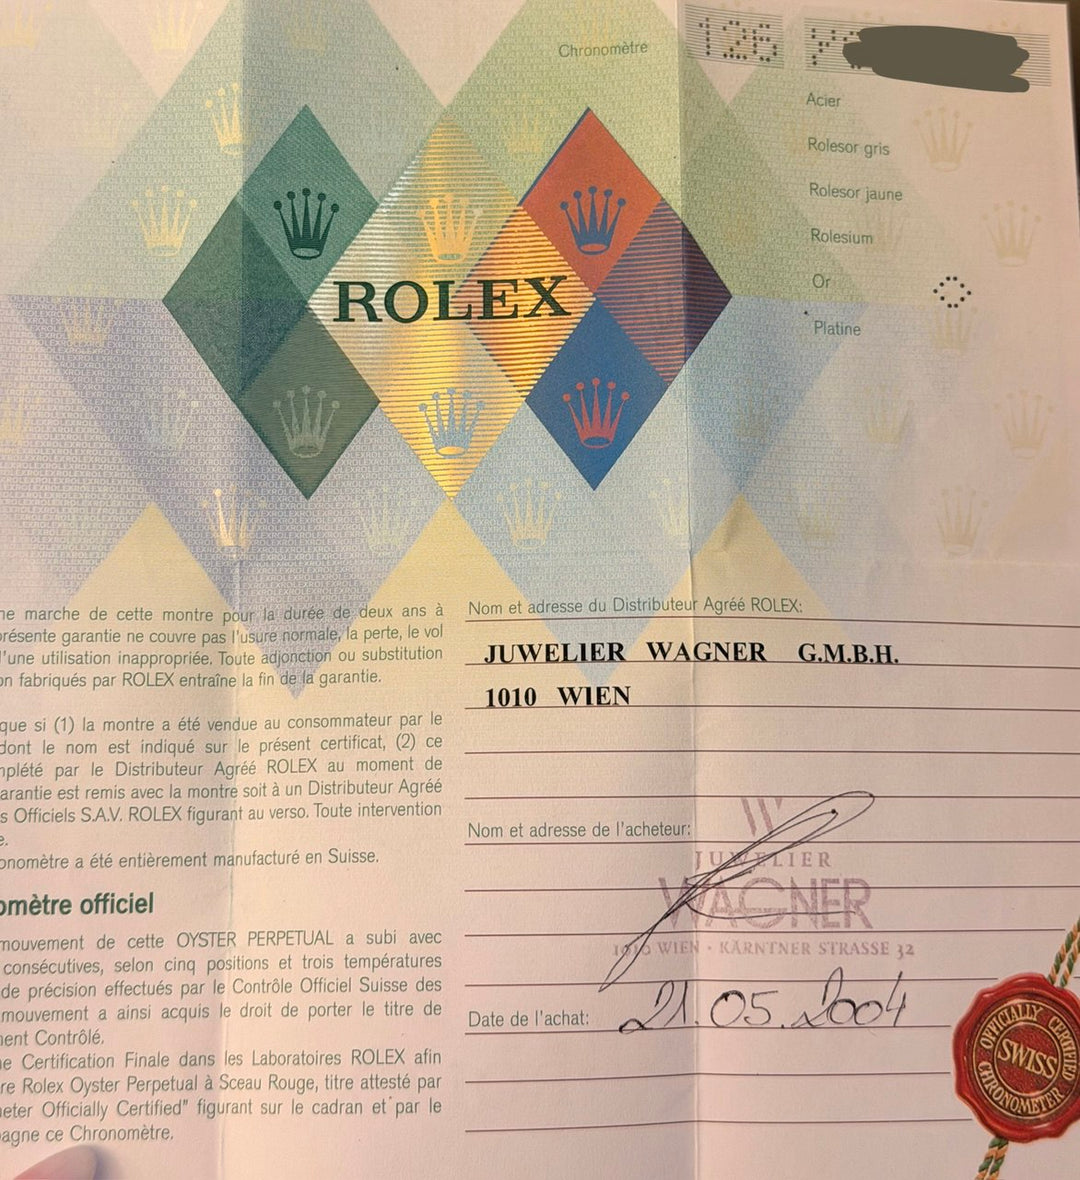 Chronomètre 126
Acier
Rolesor gris
Rolesor jaune
Rolesium
Or
Platine
ROLEX
ne marche de cette montre pour la durée de deux ans à
résente garantie ne couvre pas l'usure normale, la perte, le vol
l'une utilisation inappropriée. Toute adjonction ou substitution
on fabriqués par ROLEX entraîne la fin de la garantie.
que si (1) la montre a été vendue au consommateur par le
dont le nom est indiqué sur le présent certificat, (2) ce
mplété par le Distributeur Agréé ROLEX au moment de
arantie est remis avec la montre soit à un Distributeur Agréé
s Officiels S.A.V. ROLEX figurant au verso. Toute intervention
e.
onomètre a été entièrement manufacturé en Suisse.
omètre officiel
mouvement de cette OYSTER PERPETUAL a subi avec
consécutives, selon cinq positions et trois températures
de précision effectués par le Contrôle Officiel Suisse des
mouvement a ainsi acquis le droit de porter le titre de
ment Contrôlé.
ne Certification Finale dans les Laboratoires ROLEX afin
re Rolex Oyster Perpetual à Sceau Rouge, titre attesté par
eter Officially Certified" figurant sur le cadran et par le
pagne ce Chronomètre.
Nom et adresse du Distributeur Agréé ROLEX:
JUWELIER WAGNER G.M.B.H.
1010 WIEN
Nom et adresse de l'acheteur:
W
JUWELIER
WAGNER
1010 WIEN · KÄRNTNER STRASSE 32
Date de l'achat: 21.05.2004
OFFICIALLY CERTIFIED
SWISS
CHRONOMETER